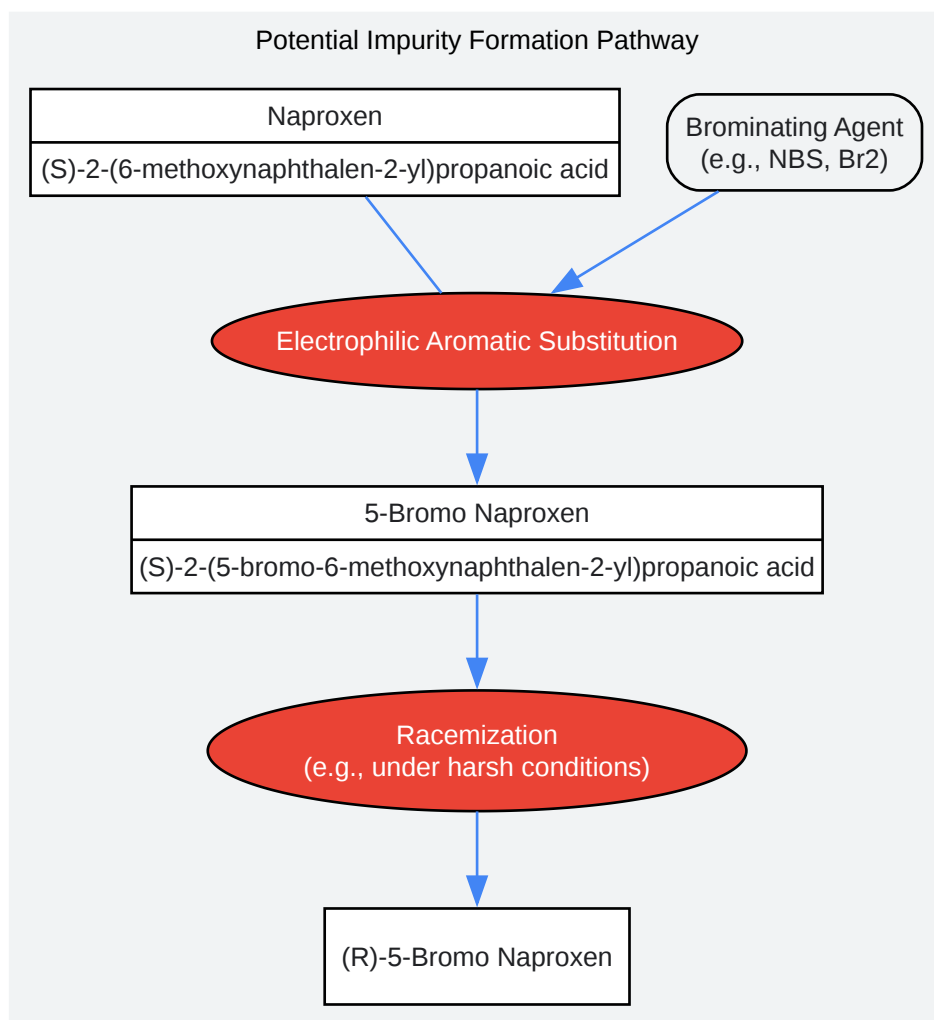 Potential Impurity Formation Pathway
Naproxen
(S)-2-(6-methoxynaphthalen-2-yl)propanoic acid
Brominating Agent
(e.g., NBS, Br2)
Electrophilic Aromatic Substitution
5-Bromo Naproxen
(S)-2-(5-bromo-6-methoxynaphthalen-2-yl)propanoic acid
Racemization
(e.g., under harsh conditions)
(R)-5-Bromo Naproxen